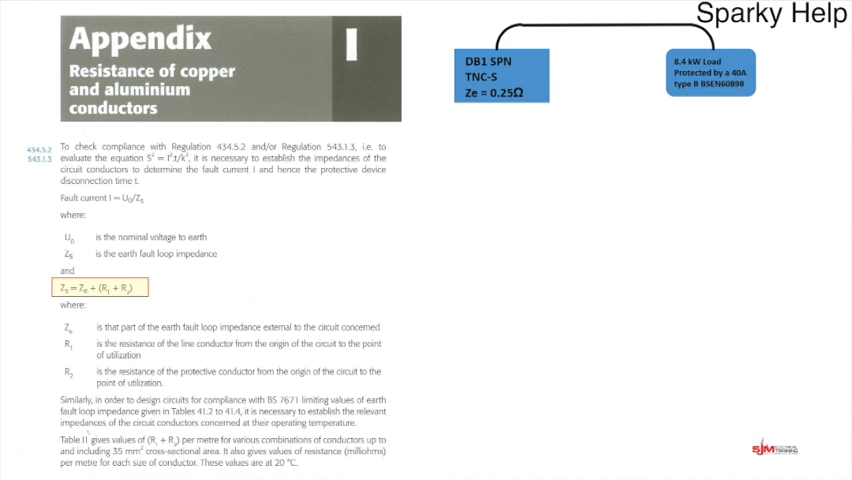 Sparky Help
Appendix I
Resistance of copper
and aluminium
conductors
DB1 SPN
TNC-S
Ze = 0.25Ω
8.4 kW Load
Protected by a 40A
type B BSEN60898
434.5.2
543.1.3
To check compliance with Regulation 434.5.2 and/or Regulation 543.1.3, i.e. to
evaluate the equation S² = I².t/k², it is necessary to establish the impedances of the
circuit conductors to determine the fault current I and hence the protective device
disconnection time t.
Fault current I = U₀/Zₛ
where:
U₀ is the nominal voltage to earth
Zₛ is the earth fault loop impedance
and
Zₛ = Zₑ + (R₁ + R₂)
where:
Zₑ is that part of the earth fault loop impedance external to the circuit concerned
R₁ is the resistance of the line conductor from the origin of the circuit to the point
of utilization
R₂ is the resistance of the protective conductor from the origin of the circuit to the
point of utilization.
Similarly, in order to design circuits for compliance with BS 7671 limiting values of earth
fault loop impedance given in Tables 41.2 to 41.4, it is necessary to establish the relevant
impedances of the circuit conductors concerned at their operating temperature.
Table I1 gives values of (R₁ + R₂) per metre for various combinations of conductors up to
and including 35 mm² cross-sectional area. It also gives values of resistance (milliohms)
per metre for each size of conductor. These values are at 20 °C.
SJM ELECTRICAL
TRAINING